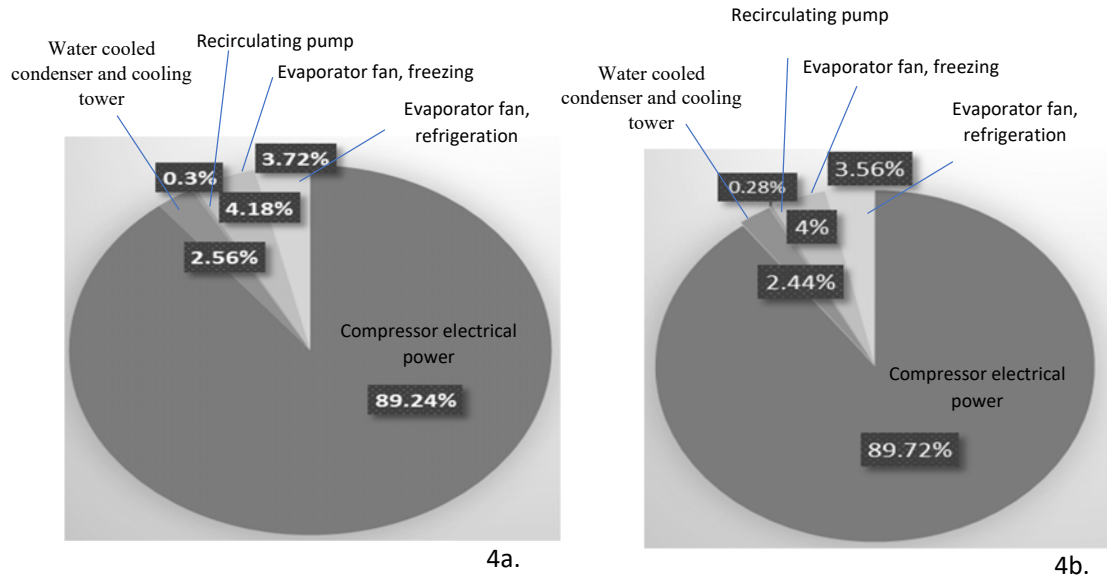 Water cooled
condenser and cooling
tower
Recirculating pump
Evaporator fan, freezing
Evaporator fan,
refrigeration
0.3%
3.72%
4.18%
2.56%
Compressor electrical
power
89.24%
4a.
Recirculating pump
Water cooled
condenser and cooling
tower
Evaporator fan, freezing
Evaporator fan,
refrigeration
0.28%
3.56%
4%
2.44%
Compressor electrical
power
89.72%
4b.